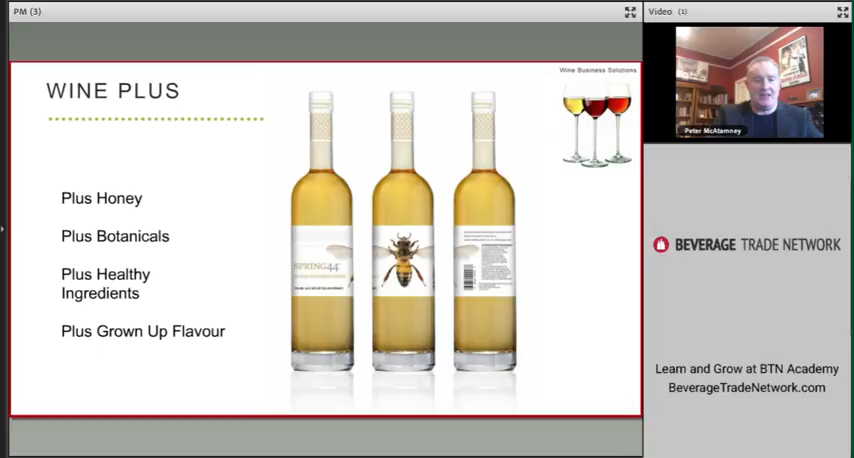 PM (3)
Video (1)
Wine Business Solutions
WINE PLUS
Plus Honey
Plus Botanicals
Plus Healthy
Ingredients
Plus Grown Up Flavour
SPRING44
Peter McAtamney
BEVERAGE TRADE NETWORK
Learn and Grow at BTN Academy
BeverageTradeNetwork.com